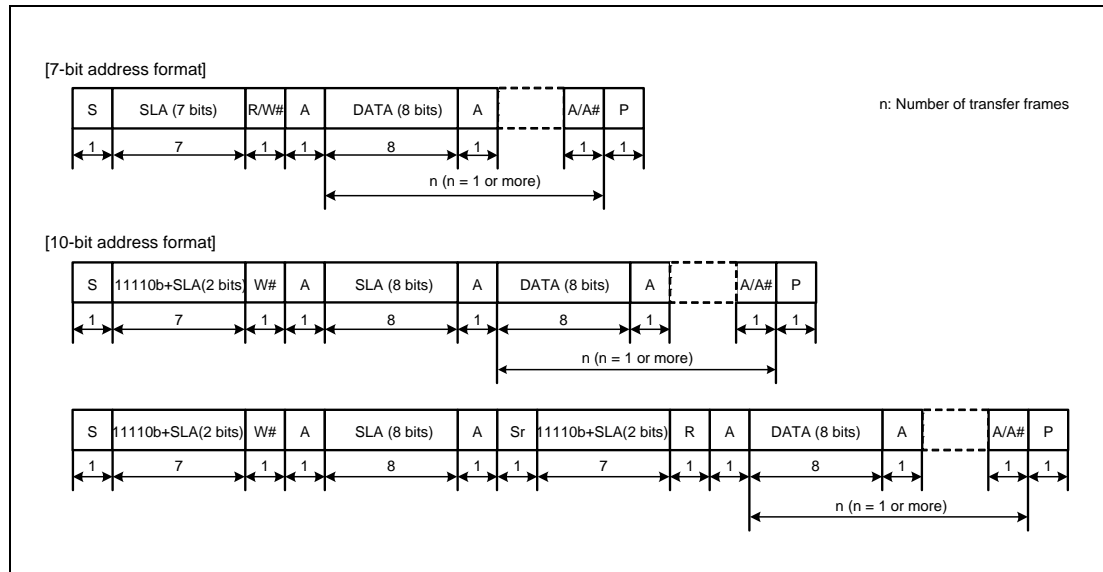 [7-bit address format]
n: Number of transfer frames
S SLA (7 bits) R/W# A DATA (8 bits) A A/A# P
1 7 1 1 8 1 1 1
n (n = 1 or more)
[10-bit address format]
S 11110b+SLA(2 bits) W# A SLA (8 bits) A DATA (8 bits) A A/A# P
1 7 1 1 8 1 8 1 1 1
n (n = 1 or more)
S 11110b+SLA(2 bits) W# A SLA (8 bits) A Sr 11110b+SLA(2 bits) R A DATA (8 bits) A A/A# P
1 7 1 1 8 1 1 7 1 1 8 1 1 1
n (n = 1 or more)